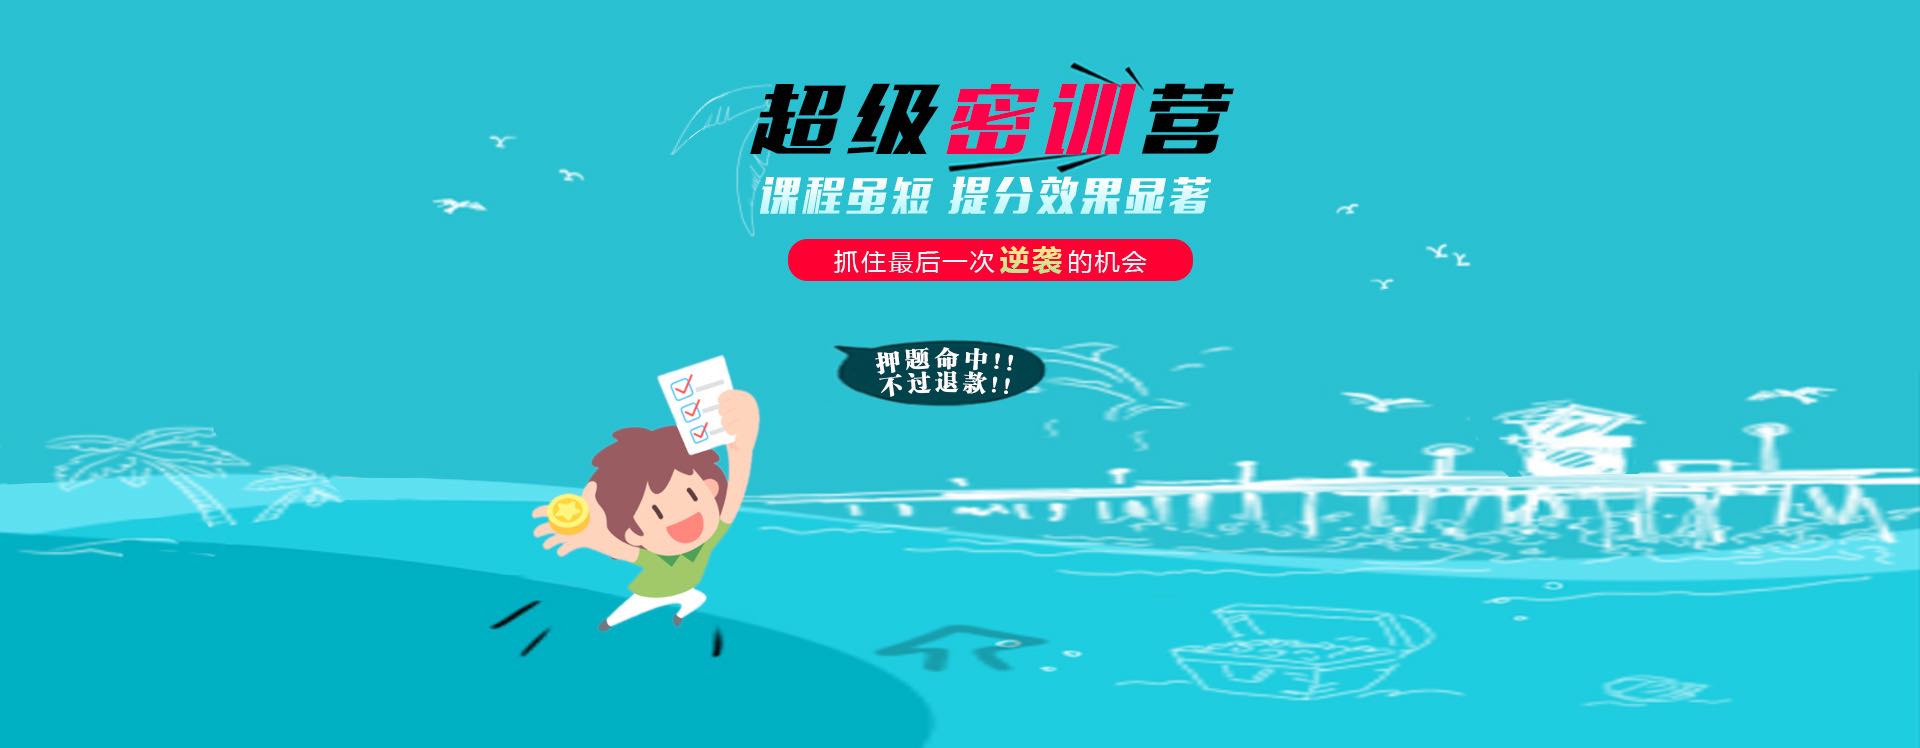 超级密训营
课程虽短 提分效果显著
抓住最后一次逆袭的机会
押题命中!!
不过退款!!